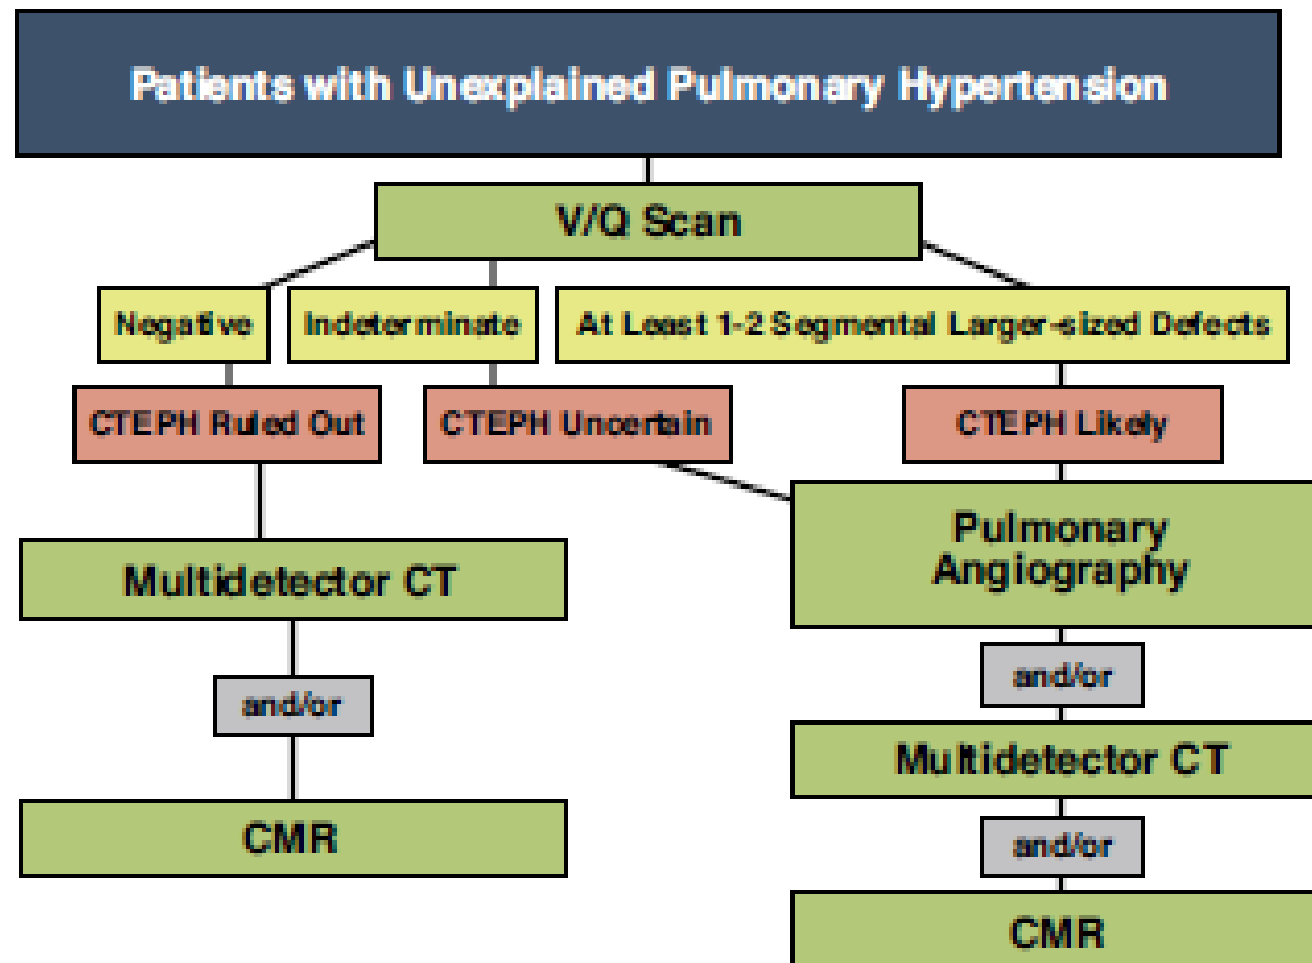 Patients with Unexplained Pulmonary Hypertension
V/Q Scan
Negative
Indeterminate
At Least 1-2 Segmental Larger-sized Defects
CTEPH Ruled Out
CTEPH Uncertain
CTEPH Likely
Multidetector CT
and/or
CMR
Pulmonary
Angiography
and/or
Multidetector CT
and/or
CMR